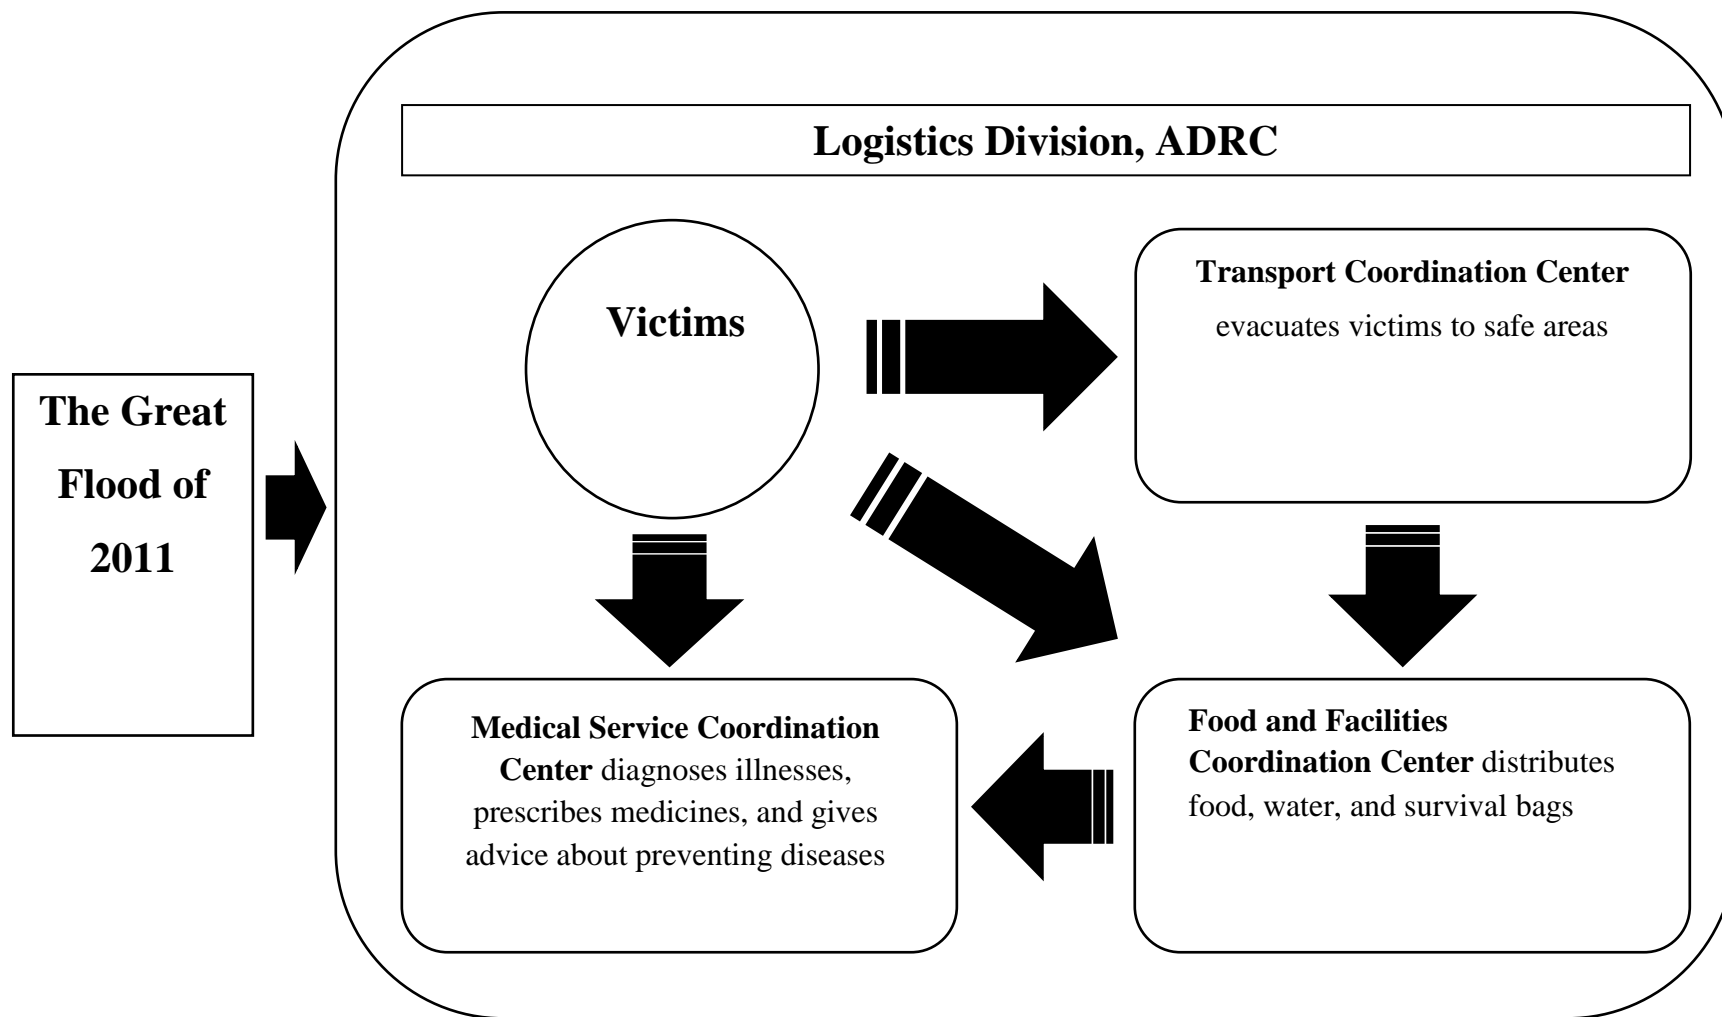 Logistics Division, ADRC
Victims
Transport Coordination Center
evacuates victims to safe areas
The Great
Flood of
2011
Medical Service Coordination
Center diagnoses illnesses,
prescribes medicines, and gives
advice about preventing diseases
Food and Facilities
Coordination Center distributes
food, water, and survival bags